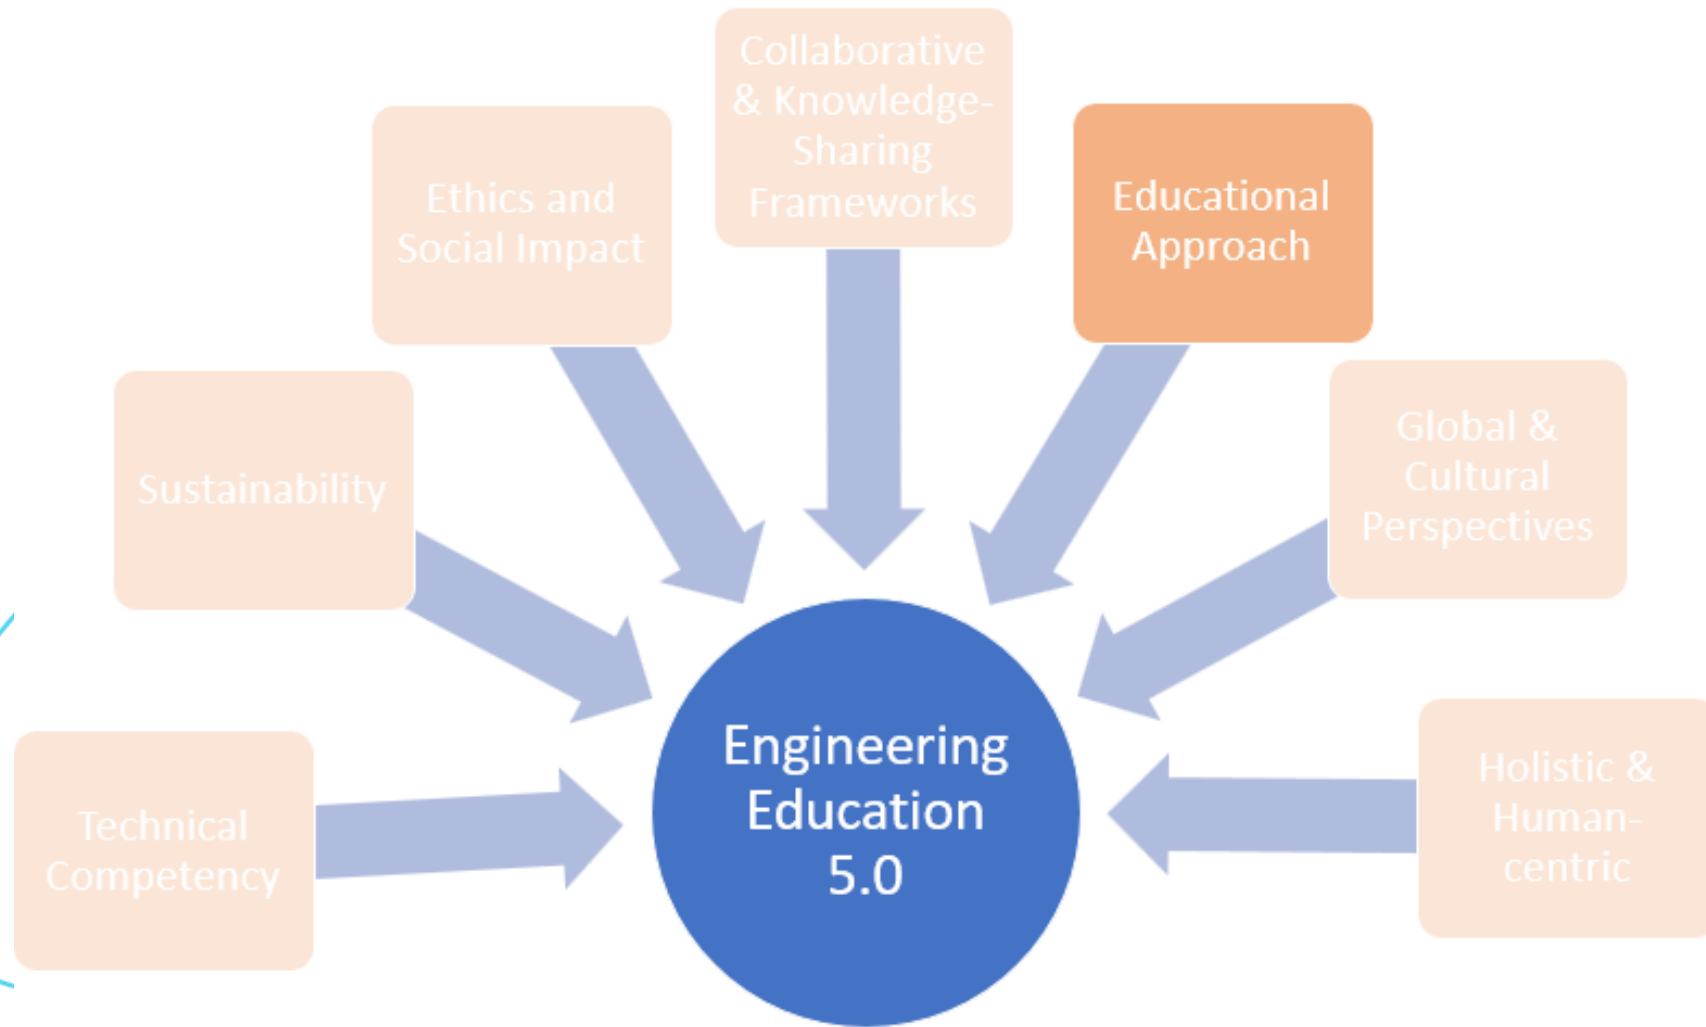 Collaborative
& Knowledge-
Sharing
Frameworks
Ethics and
Social Impact
Educational
Approach
Sustainability
Global &
Cultural
Perspectives
Technical
Competency
Engineering
Education
5.0
Holistic &
Human-
centric